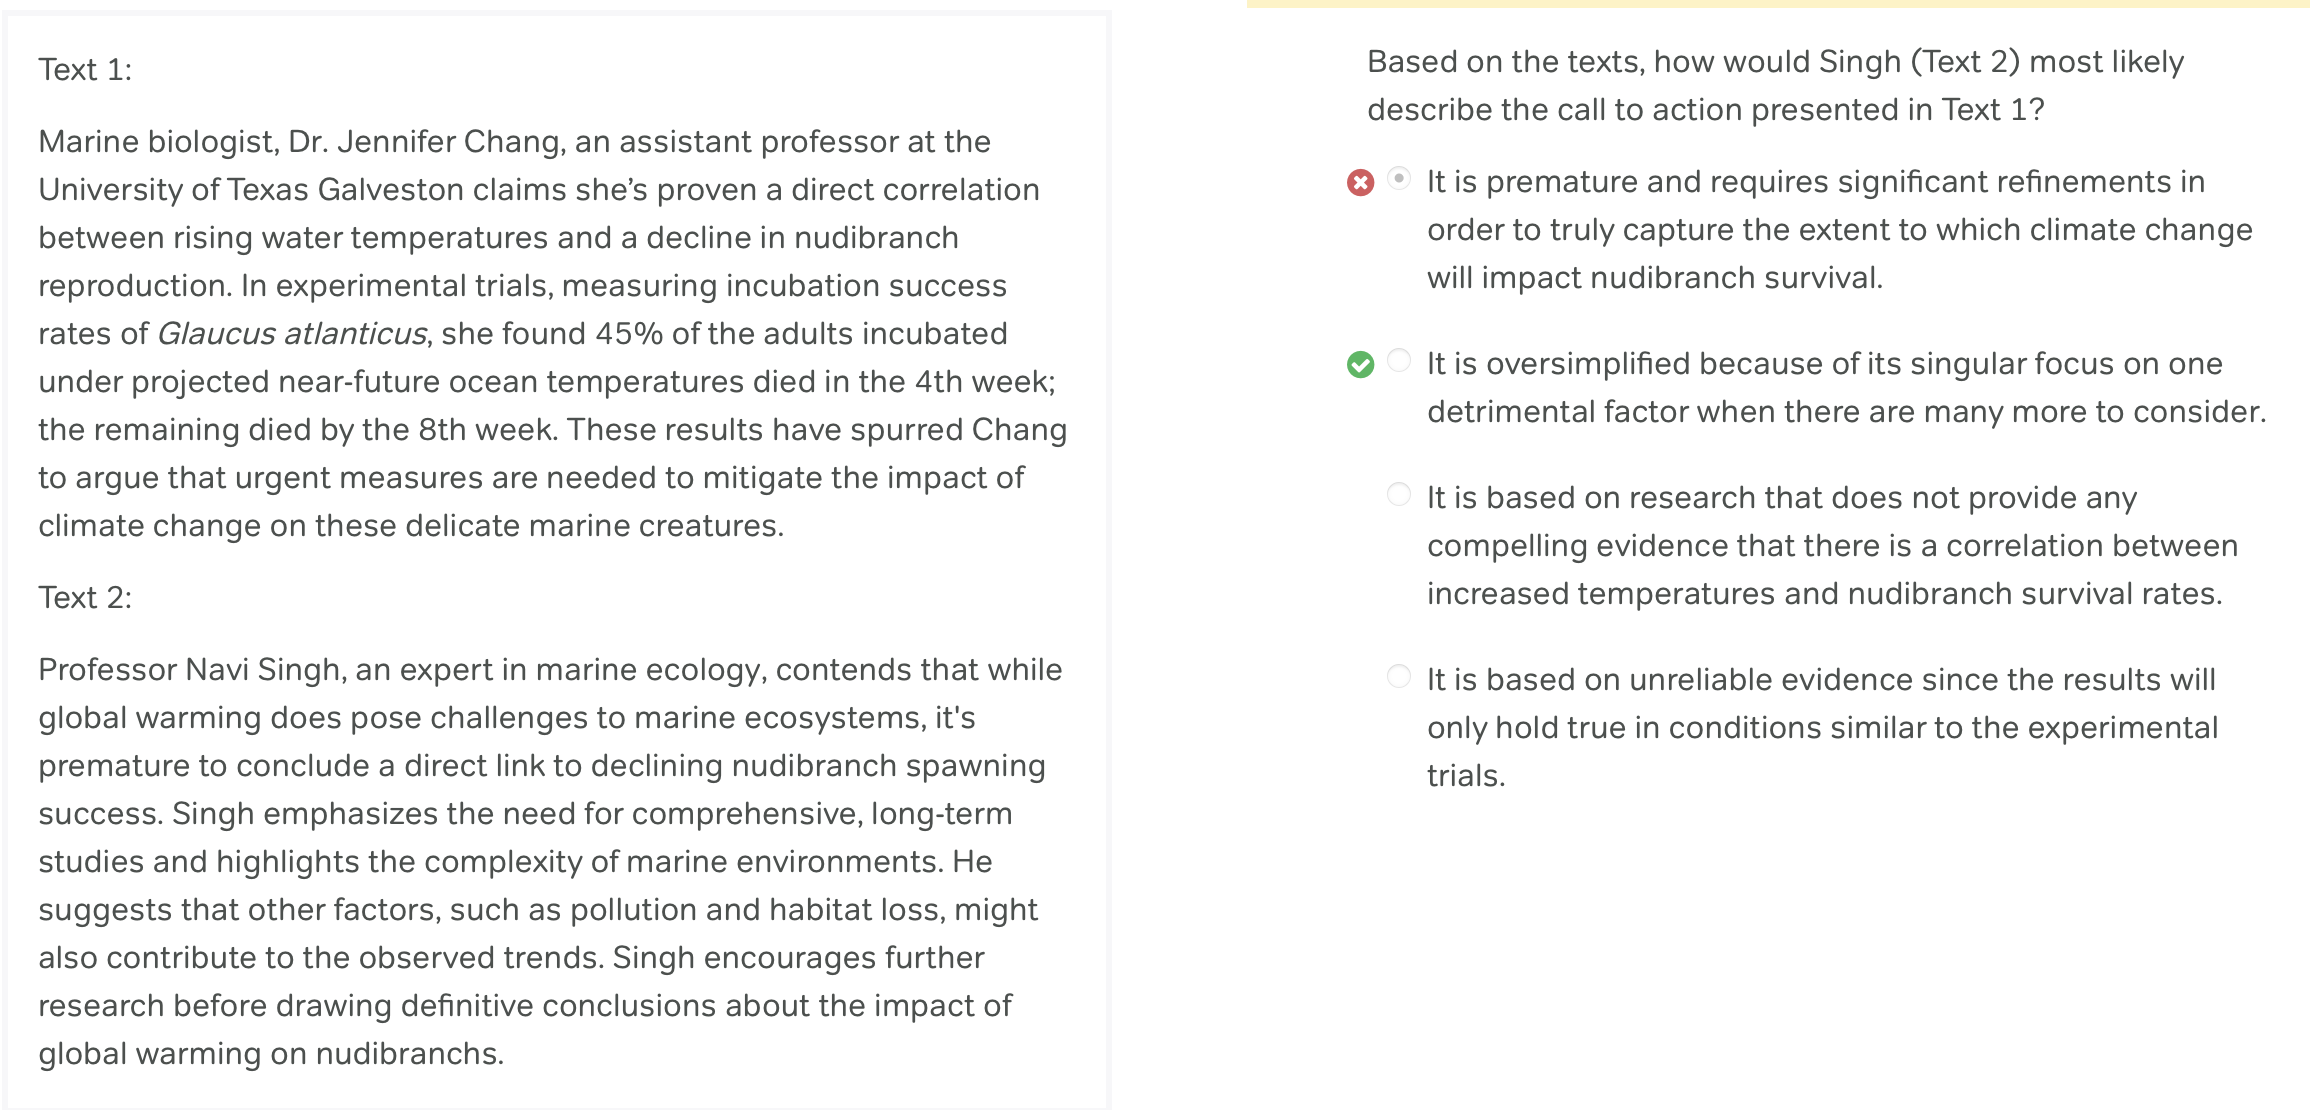 Text 1:
Marine biologist, Dr. Jennifer Chang, an assistant professor at the
University of Texas Galveston claims she’s proven a direct correlation
between rising water temperatures and a decline in nudibranch
reproduction. In experimental trials, measuring incubation success
rates of Glaucus atlanticus, she found 45% of the adults incubated
under projected near-future ocean temperatures died in the 4th week;
the remaining died by the 8th week. These results have spurred Chang
to argue that urgent measures are needed to mitigate the impact of
climate change on these delicate marine creatures.
Text 2:
Professor Navi Singh, an expert in marine ecology, contends that while
global warming does pose challenges to marine ecosystems, it's
premature to conclude a direct link to declining nudibranch spawning
success. Singh emphasizes the need for comprehensive, long-term
studies and highlights the complexity of marine environments. He
suggests that other factors, such as pollution and habitat loss, might
also contribute to the observed trends. Singh encourages further
research before drawing definitive conclusions about the impact of
global warming on nudibranchs.
Based on the texts, how would Singh (Text 2) most likely
describe the call to action presented in Text 1?
It is premature and requires significant refinements in
order to truly capture the extent to which climate change
will impact nudibranch survival.
It is oversimplified because of its singular focus on one
detrimental factor when there are many more to consider.
It is based on research that does not provide any
compelling evidence that there is a correlation between
increased temperatures and nudibranch survival rates.
It is based on unreliable evidence since the results will
only hold true in conditions similar to the experimental
trials.